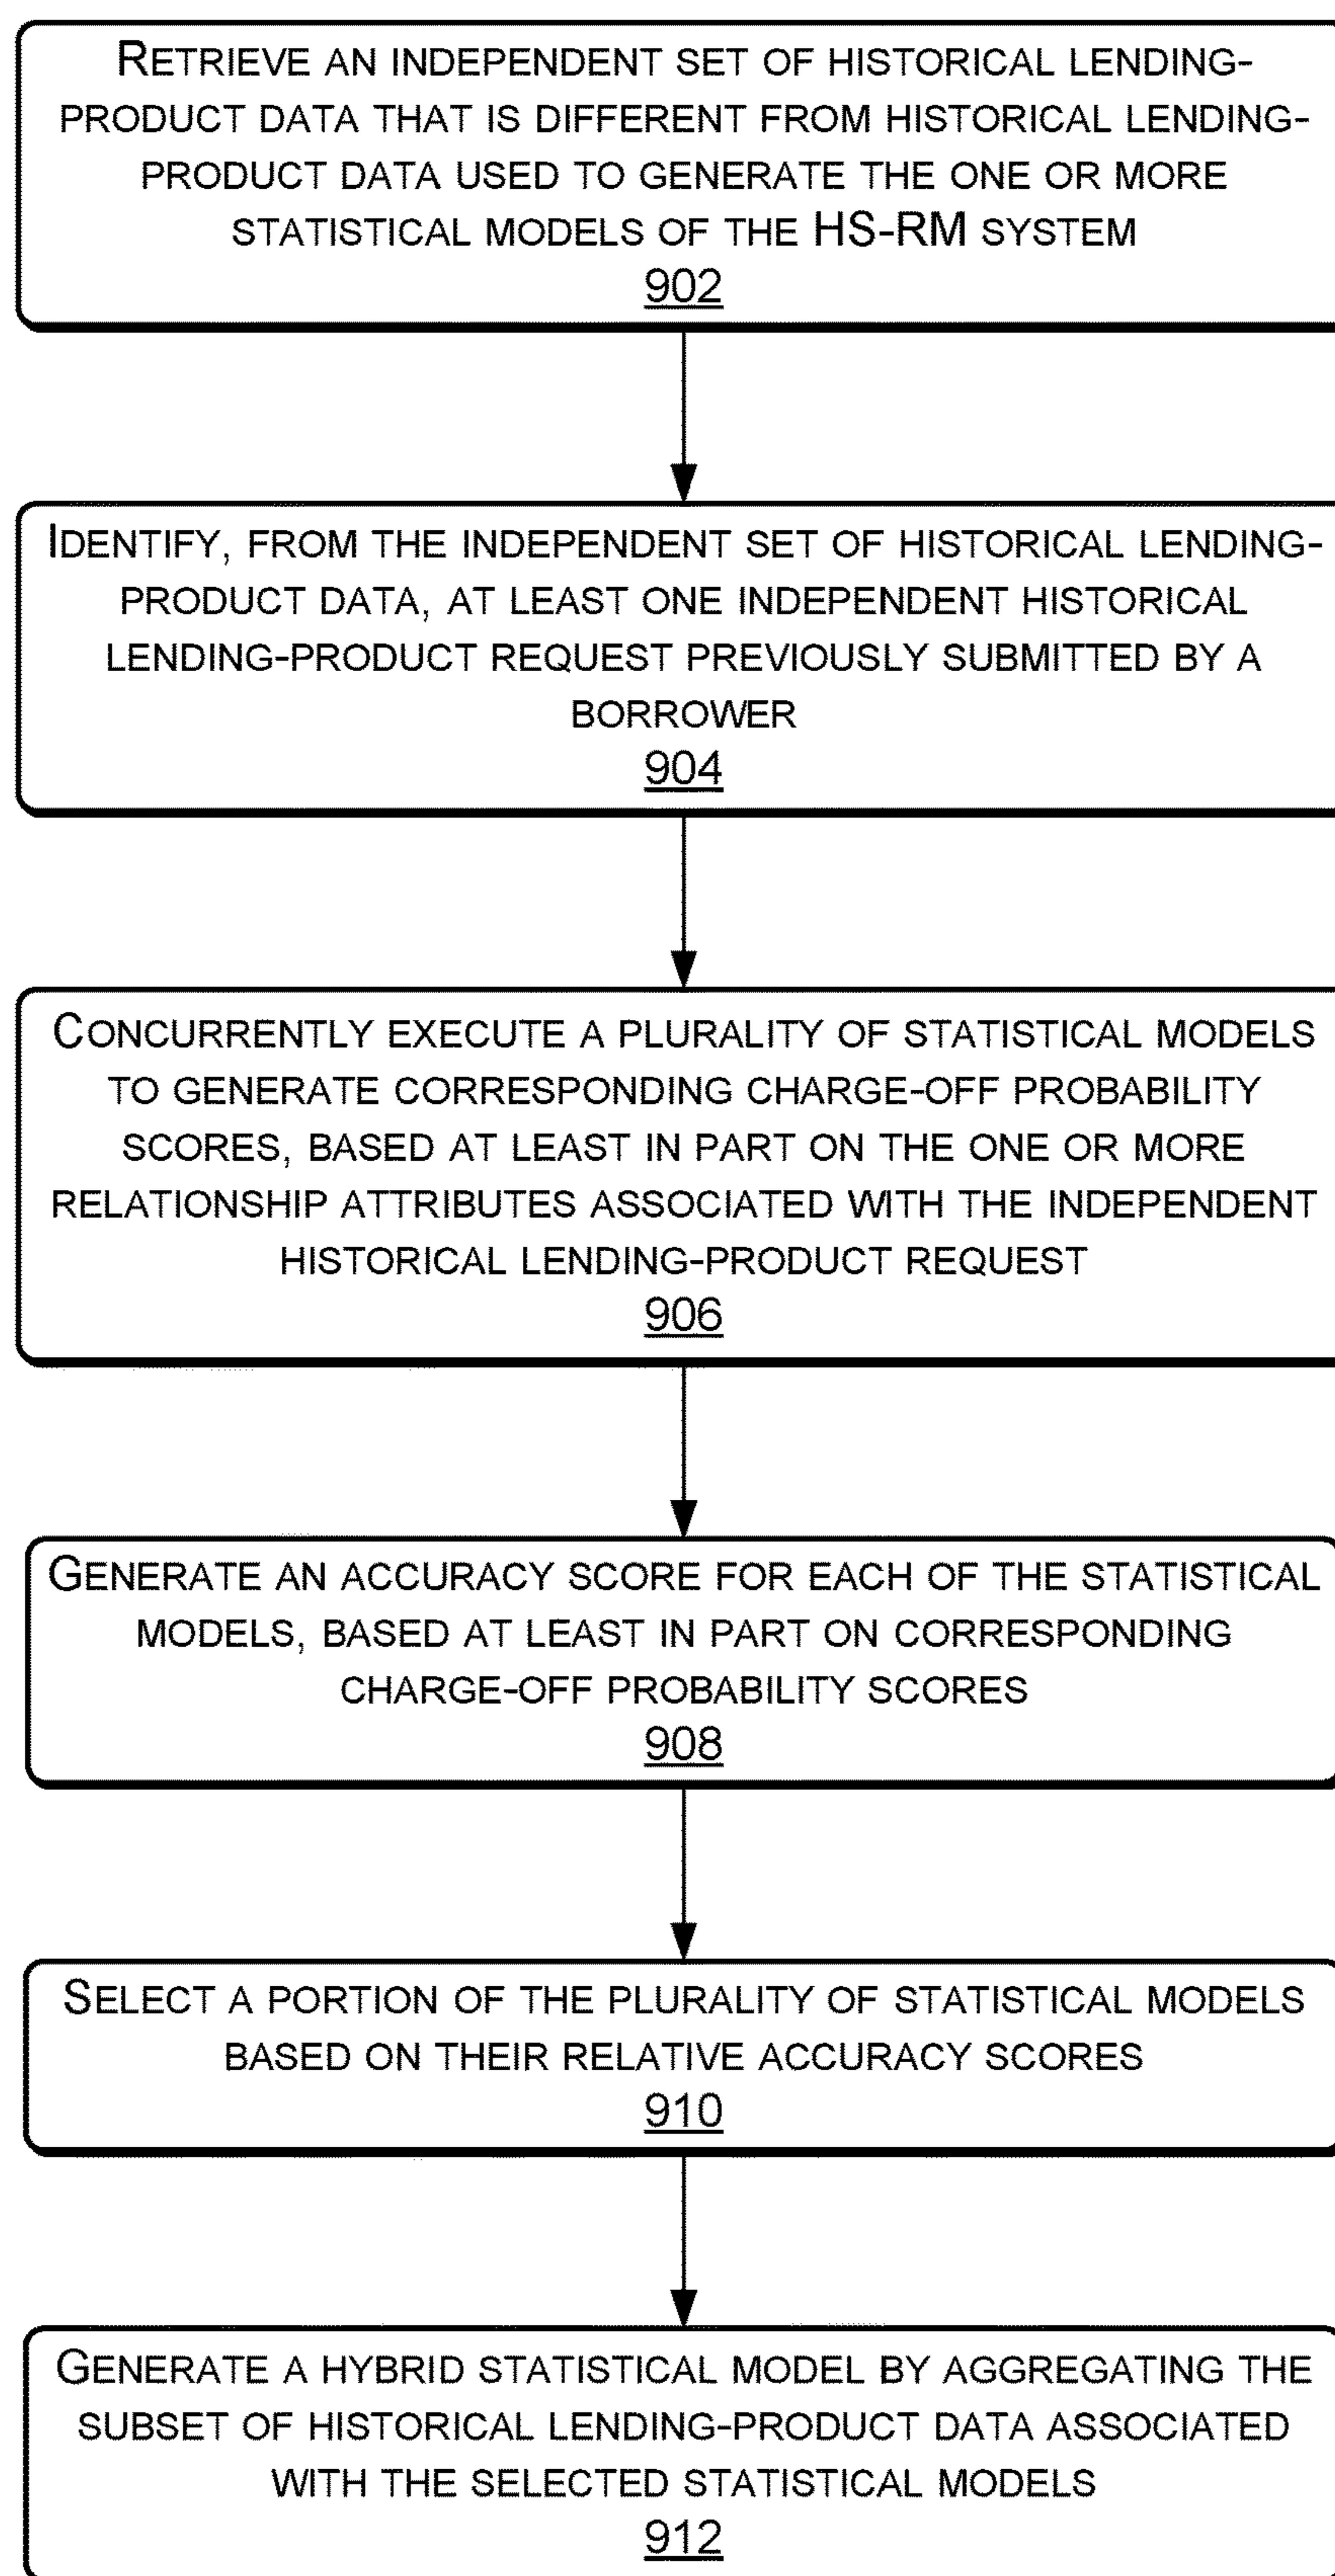 RETRIEVE AN INDEPENDENT SET OF HISTORICAL LENDING-
PRODUCT DATA THAT IS DIFFERENT FROM HISTORICAL LENDING-
PRODUCT DATA USED TO GENERATE THE ONE OR MORE
STATISTICAL MODELS OF THE HS-RM SYSTEM
902
IDENTIFY, FROM THE INDEPENDENT SET OF HISTORICAL LENDING-
PRODUCT DATA, AT LEAST ONE INDEPENDENT HISTORICAL
LENDING-PRODUCT REQUEST PREVIOUSLY SUBMITTED BY A
BORROWER
904
CONCURRENTLY EXECUTE A PLURALITY OF STATISTICAL MODELS
TO GENERATE CORRESPONDING CHARGE-OFF PROBABILITY
SCORES, BASED AT LEAST IN PART ON THE ONE OR MORE
RELATIONSHIP ATTRIBUTES ASSOCIATED WITH THE INDEPENDENT
HISTORICAL LENDING-PRODUCT REQUEST
906
GENERATE AN ACCURACY SCORE FOR EACH OF THE STATISTICAL
MODELS, BASED AT LEAST IN PART ON CORRESPONDING
CHARGE-OFF PROBABILITY SCORES
908
SELECT A PORTION OF THE PLURALITY OF STATISTICAL MODELS
BASED ON THEIR RELATIVE ACCURACY SCORES
910
GENERATE A HYBRID STATISTICAL MODEL BY AGGREGATING THE
SUBSET OF HISTORICAL LENDING-PRODUCT DATA ASSOCIATED
WITH THE SELECTED STATISTICAL MODELS
912